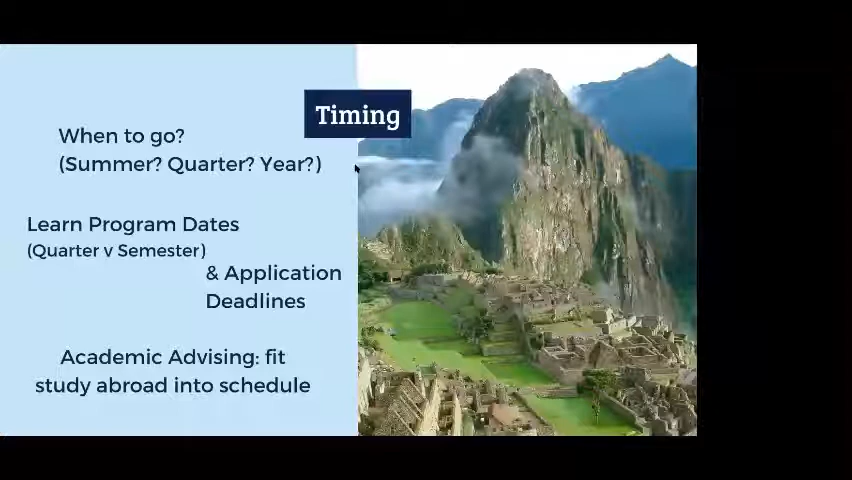 Timing
When to go?
(Summer? Quarter? Year?)
Learn Program Dates
(Quarter v Semester)
& Application
Deadlines
Academic Advising: fit
study abroad into schedule